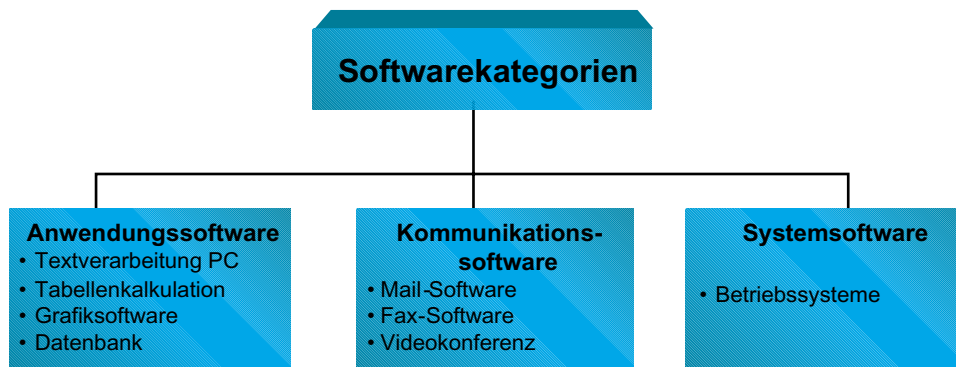 Softwarekategorien
Anwendungssoftware
• Textverarbeitung PC
• Tabellenkalkulation
• Grafiksoftware
• Datenbank
Kommunikations-
software
• Mail-Software
• Fax-Software
• Videokonferenz
Systemsoftware
• Betriebssysteme